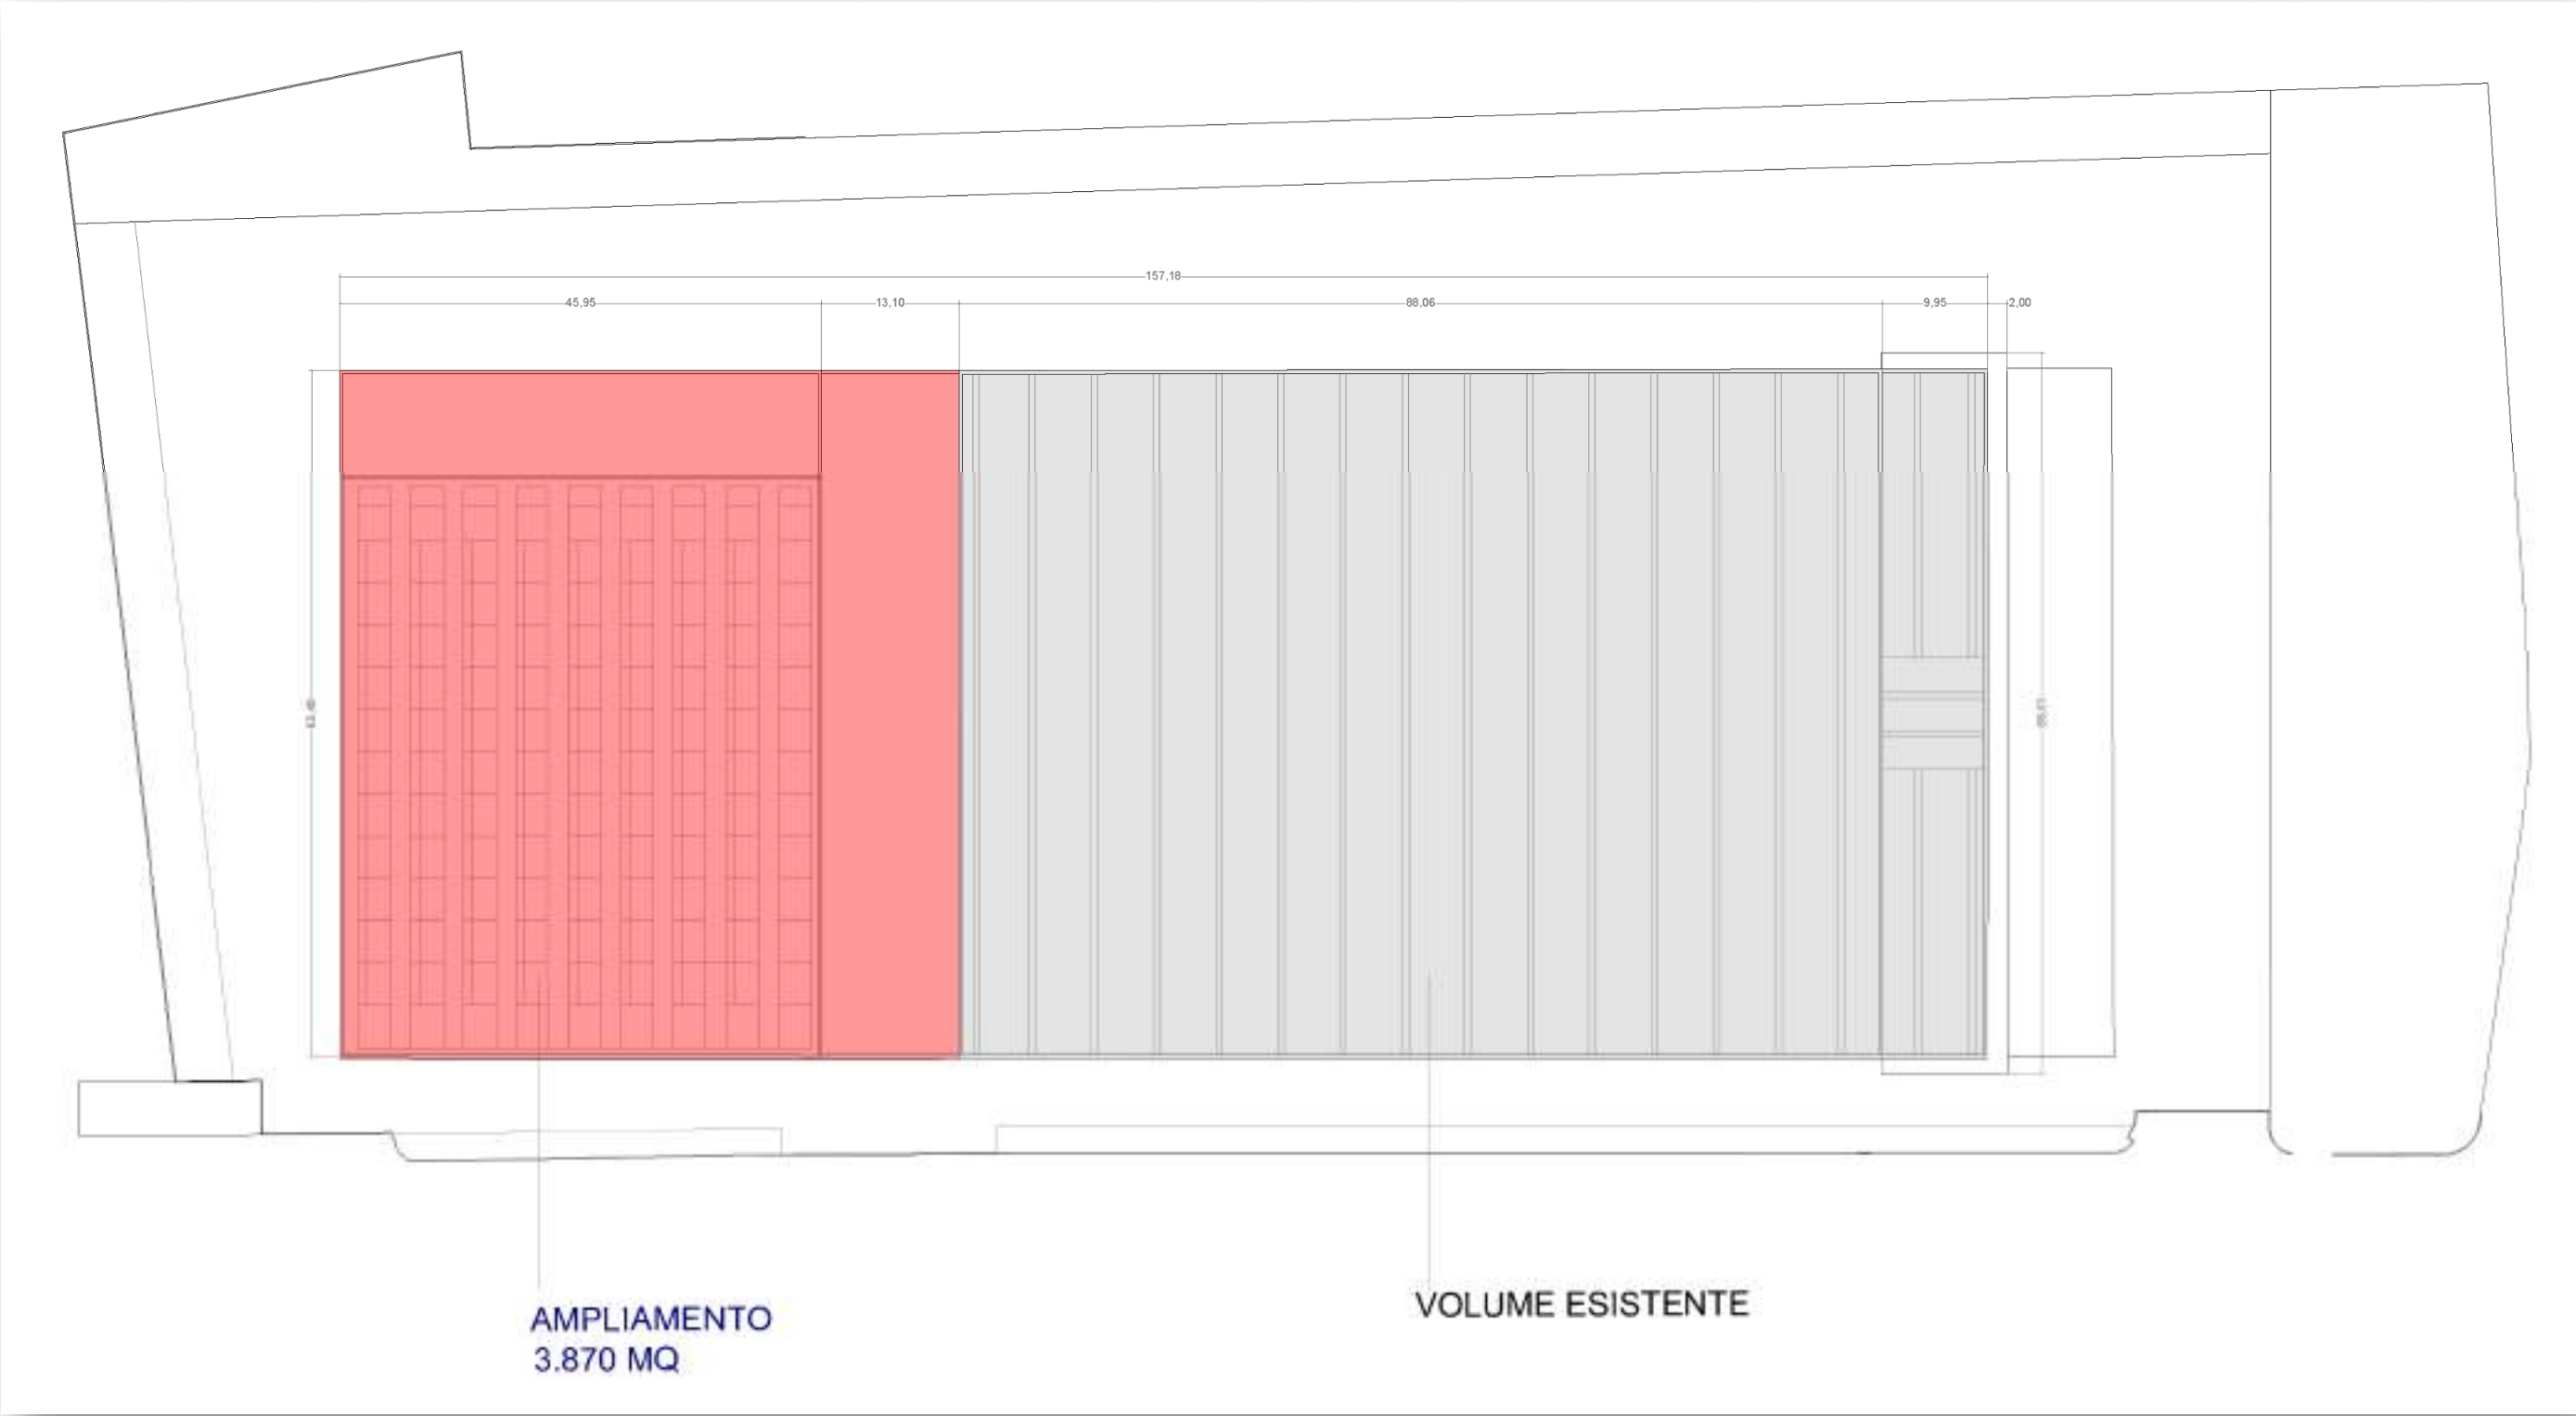 157,18
45,95
13,10
88,06
9,95
2,00
AMPLIAMENTO
3.870 MQ
VOLUME ESISTENTE